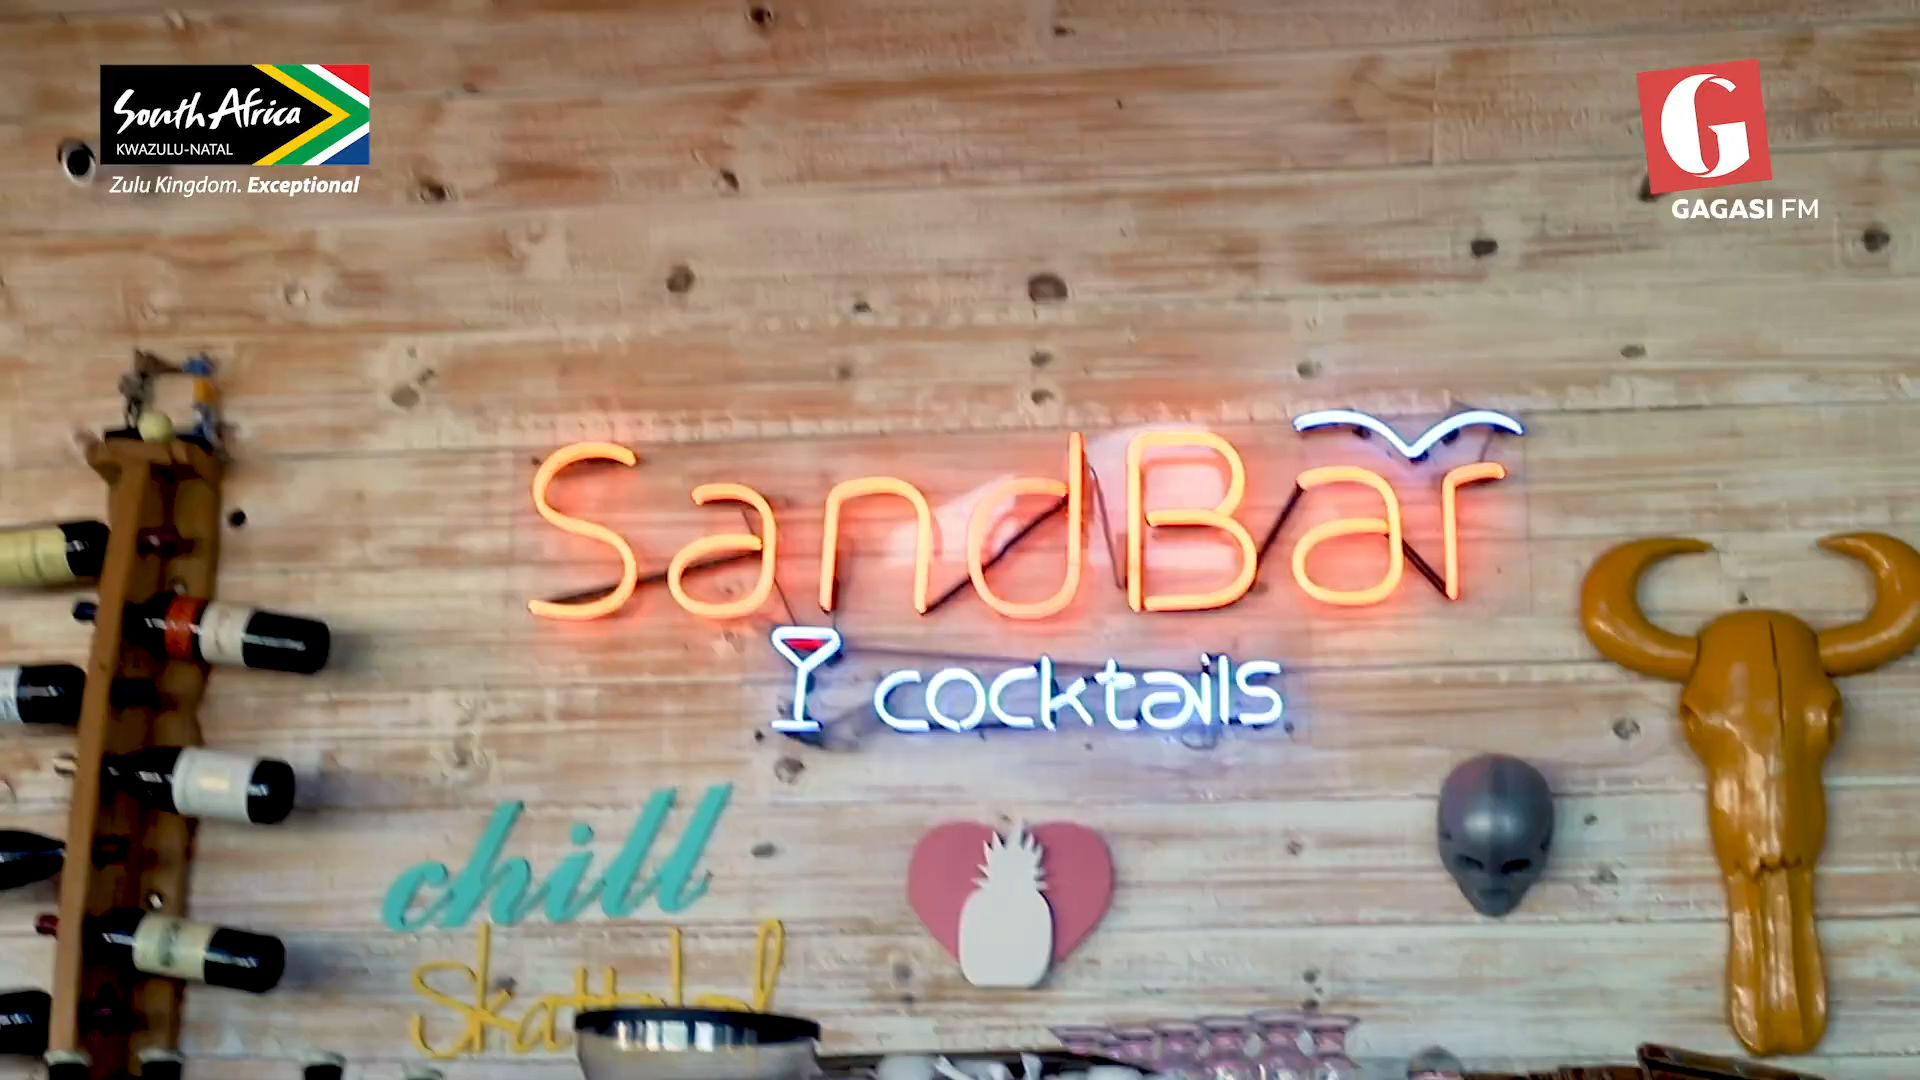 South Africa
KWAZULU-NATAL
Zulu Kingdom. Exceptional
G
GAGASI FM
SandBar
cocktails
chill